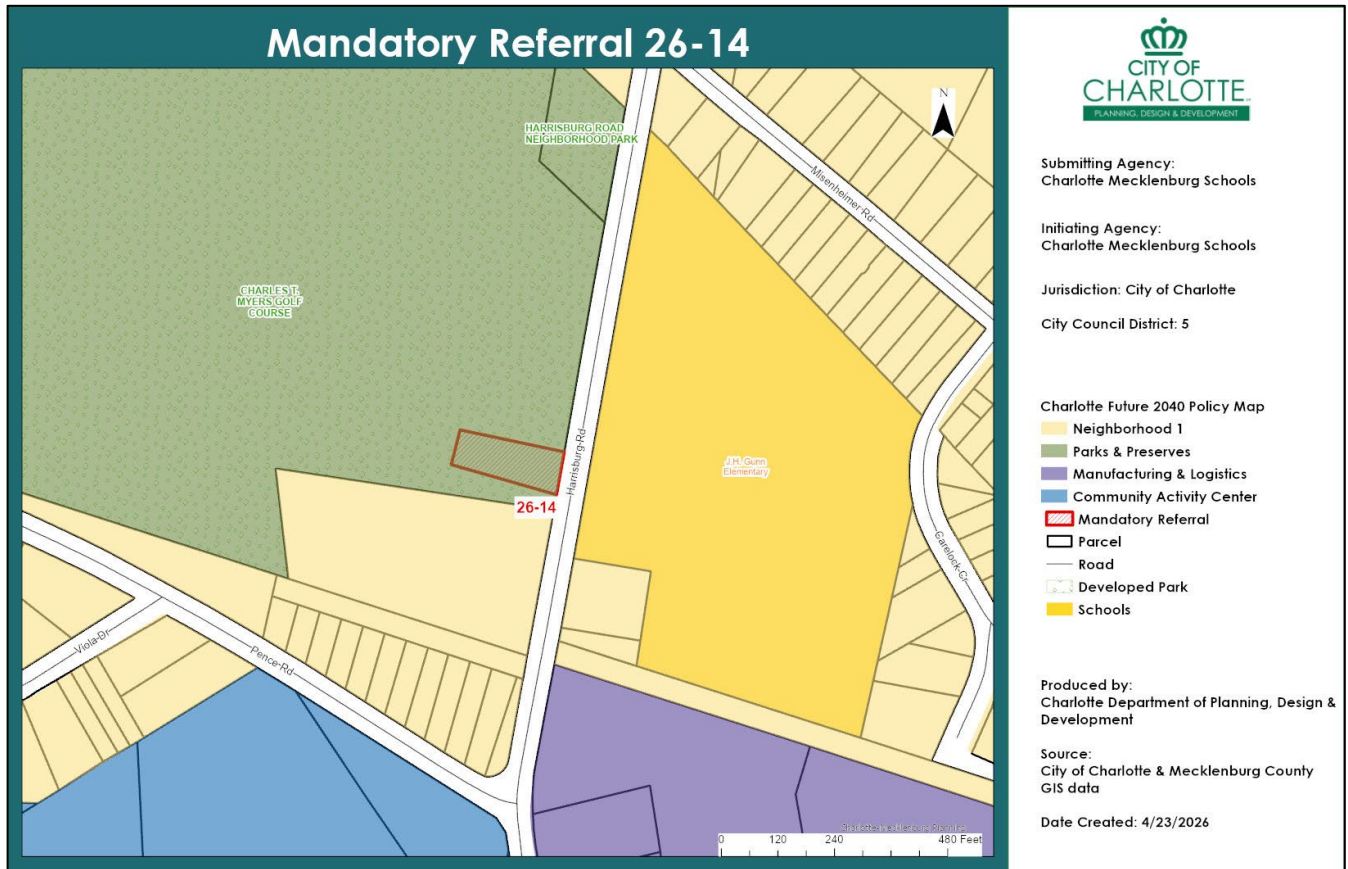 Mandatory Referral 26-14
HARRISBURG ROAD
NEIGHBORHOOD PARK
N
Misenheimer Rd
CHARLES T.
MYERS GOLF
COURSE
Harrisburg Rd
J.H. Gunn
Elementary
26-14
Carelock Cr
Viola Dr
Pence Rd
Charlotte-Mecklenburg Planning
0 120 240 480 Feet
CITY OF
CHARLOTTE
PLANNING, DESIGN & DEVELOPMENT
Submitting Agency:
Charlotte Mecklenburg Schools
Initiating Agency:
Charlotte Mecklenburg Schools
Jurisdiction: City of Charlotte
City Council District: 5
Charlotte Future 2040 Policy Map
Neighborhood 1
Parks & Preserves
Manufacturing & Logistics
Community Activity Center
Mandatory Referral
Parcel
Road
Developed Park
Schools
Produced by:
Charlotte Department of Planning, Design &
Development
Source:
City of Charlotte & Mecklenburg County
GIS data
Date Created: 4/23/2026